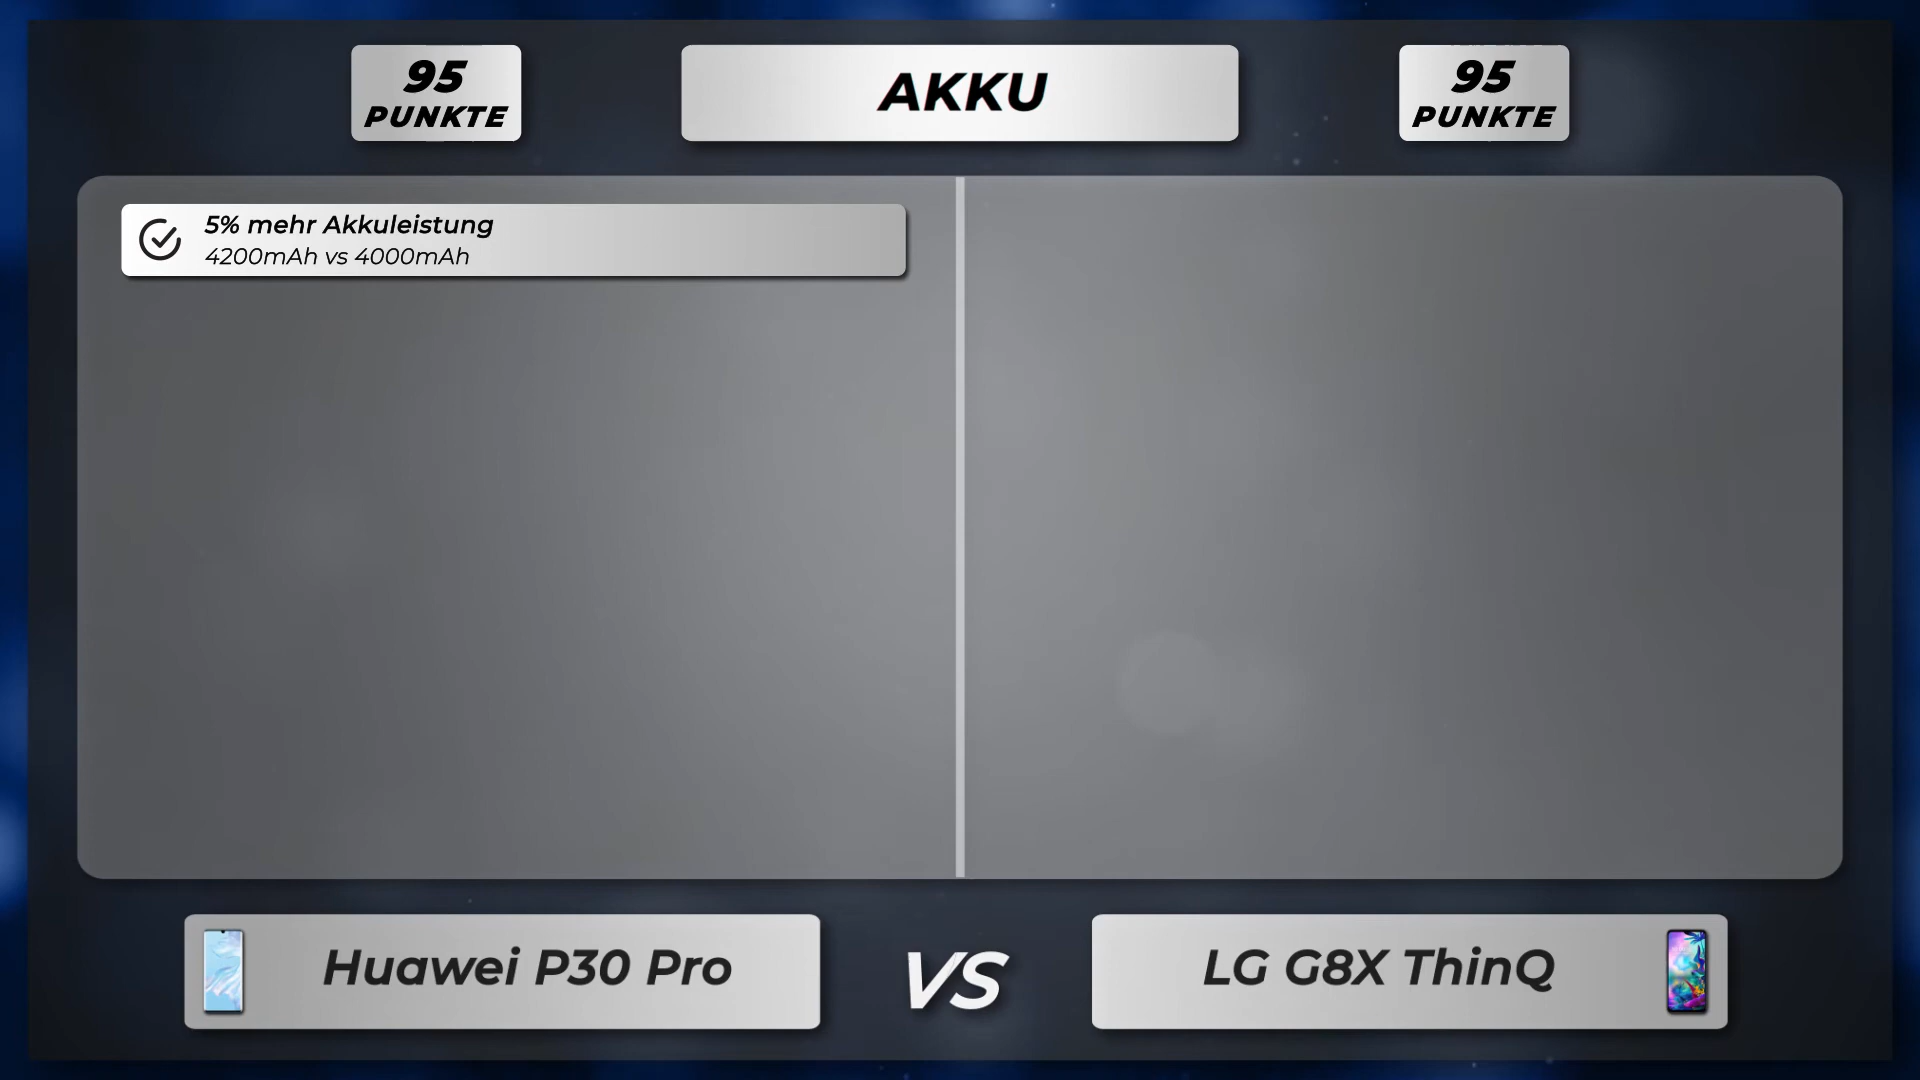 95
PUNKTE
AKKU
95
PUNKTE
5% mehr Akkuleistung
4200mAh vs 4000mAh
Huawei P30 Pro
VS
LG G8X ThinQ